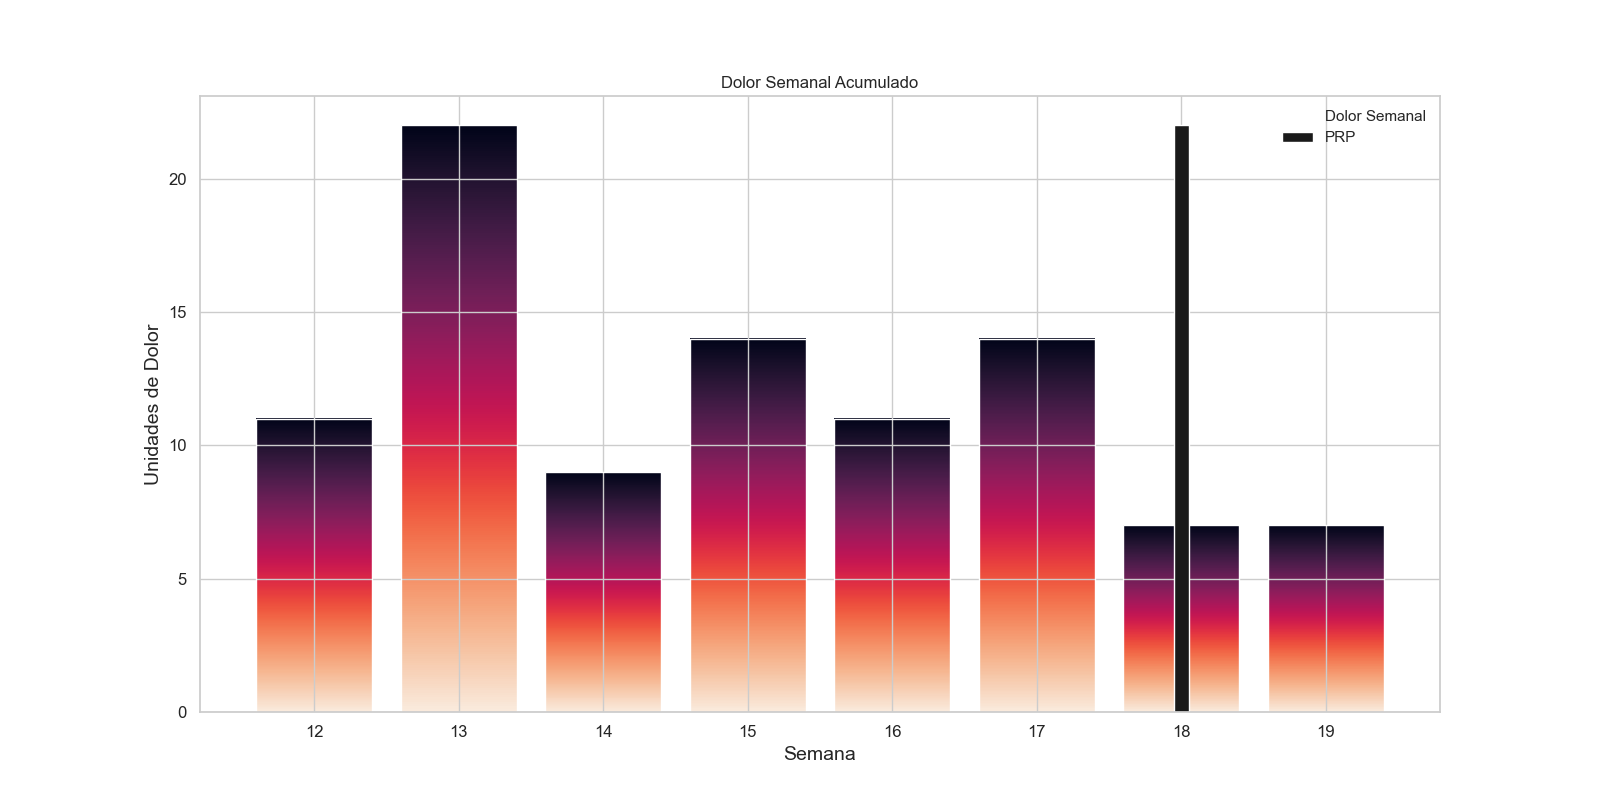 Dolor Semanal Acumulado
Dolor Semanal
PRP
Unidades de Dolor
20
15
10
5
0
12 13 14 15 16 17 18 19
Semana